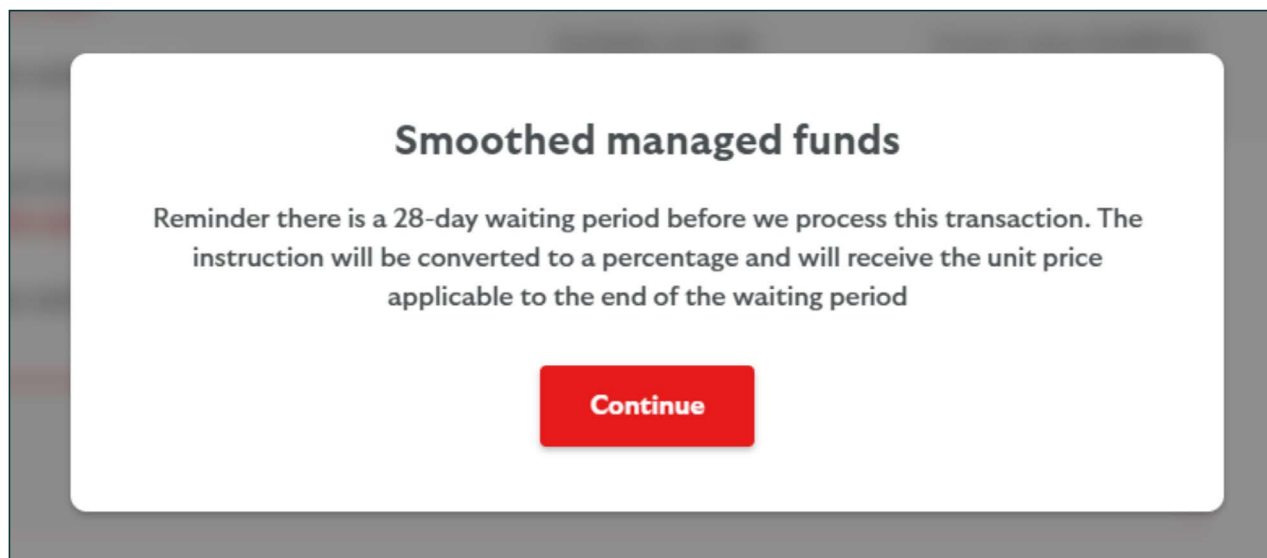 Smoothed managed funds
Reminder there is a 28-day waiting period before we process this transaction. The
instruction will be converted to a percentage and will receive the unit price
applicable to the end of the waiting period
Continue